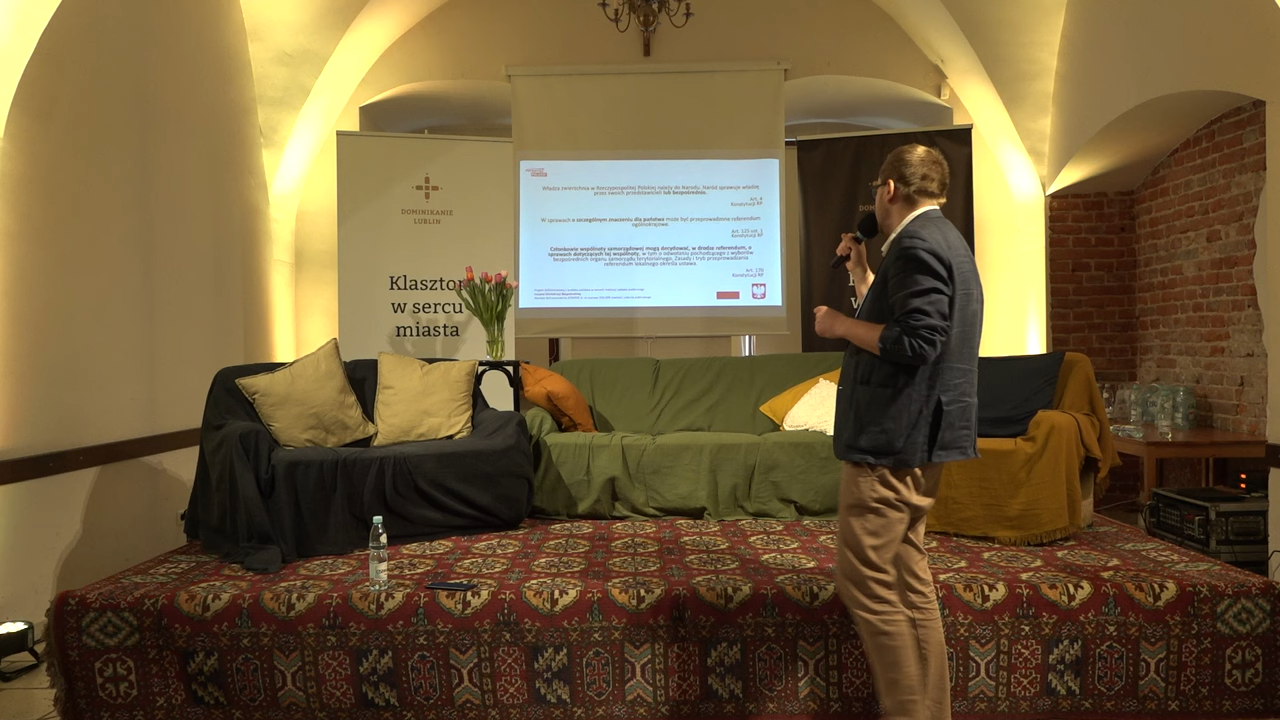 DOMINIKANIE
LUBLIN
Klasztor
w sercu
miasta
Władza zwierzchnia w Rzeczypospolitej Polskiej należy do Narodu. Naród sprawuje władzę
przez swoich przedstawicieli lub bezpośrednio.
Art. 4
Konstytucji RP
W sprawach o szczególnym znaczeniu dla państwa może być przeprowadzone referendum
ogólnokrajowe.
Art. 125 ust. 1
Konstytucji RP
Członkowie wspólnoty samorządowej mogą decydować, w drodze referendum, o
sprawach dotyczących tej wspólnoty, w tym o odwołaniu pochodzącego z wyborów
bezpośrednich organu samorządu terytorialnego. Zasady i tryb przeprowadzania
referendum lokalnego określa ustawa.
Art. 170
Konstytucji RP